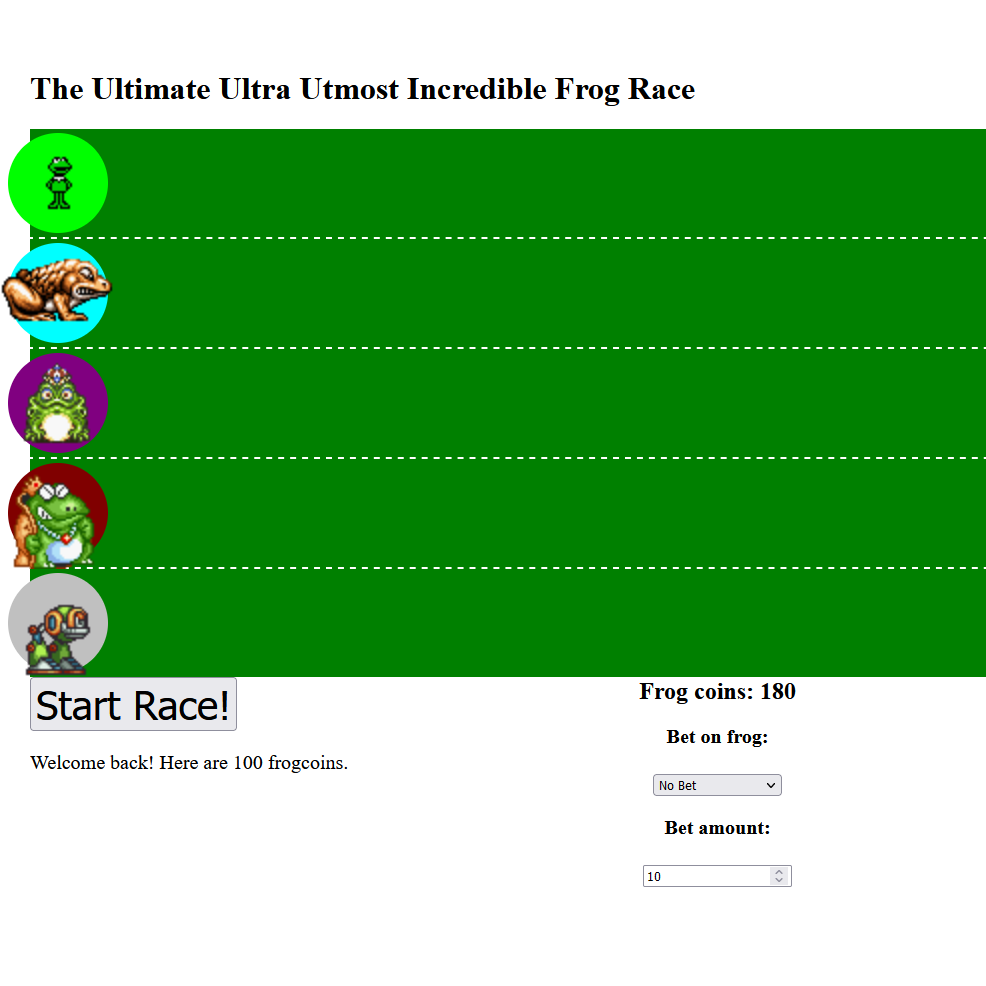 The Ultimate Ultra Utmost Incredible Frog Race
Start Race!
Welcome back! Here are 100 frogcoins.
Frog coins: 180
Bet on frog:
No Bet
Bet amount:
10